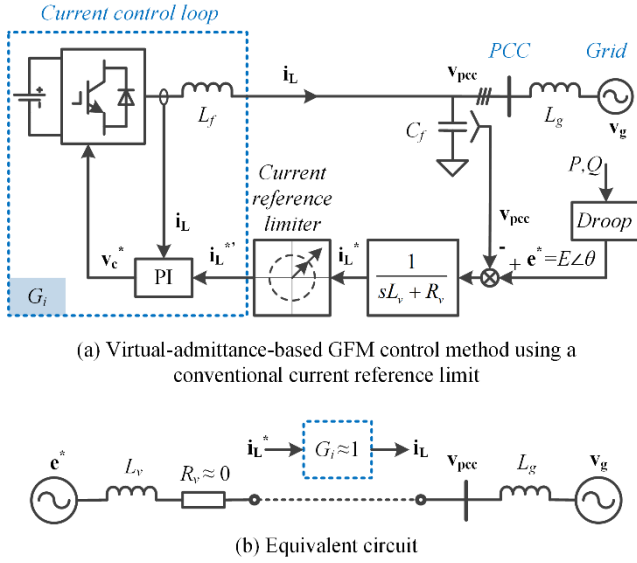 Current control loop
PCC
Grid
i_L
v_pcc
L_f
C_f
L_g
v_g
P,Q
Current
reference
limiter
v_pcc
Droop
v_c^*
i_L
i_L^{*'}
i_L^*
PI
1
sL_v + R_v
-
+ e^*=E∠θ
G_i
(a) Virtual-admittance-based GFM control method using a
conventional current reference limit
e^*
L_v
R_v≈0
i_L^*
G_i≈1
i_L
v_pcc
L_g
v_g
(b) Equivalent circuit